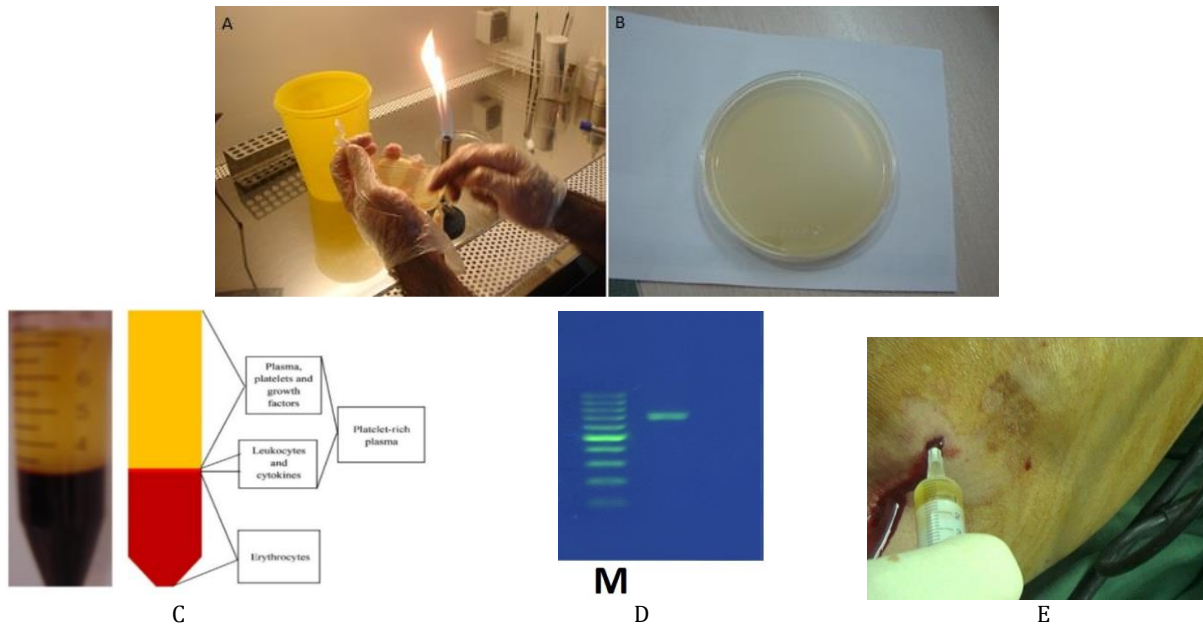 A
B
7
6
5
4
Plasma,
platelets and
growth
factors
Platelet-rich
plasma
Leukocytes
and
cytokines
Erythrocytes
M
C
D
E